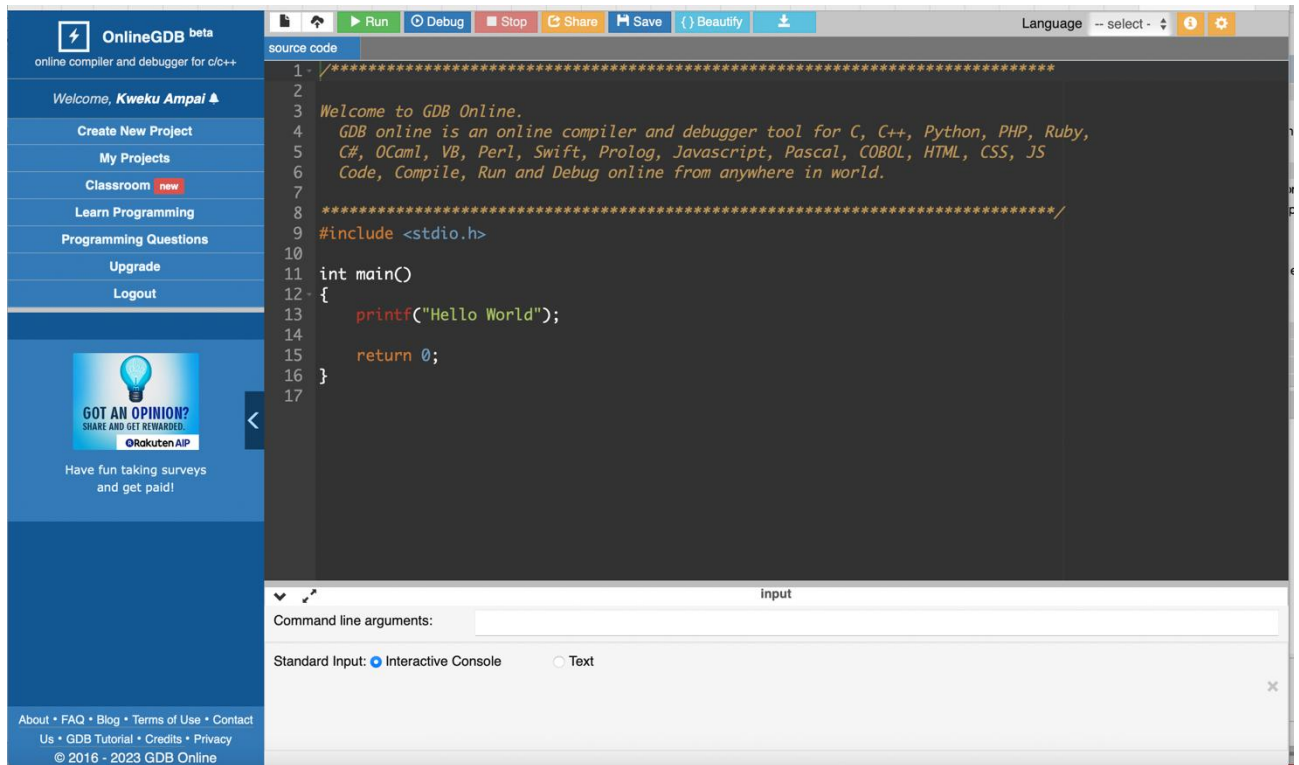 OnlineGDB beta
online compiler and debugger for c/c++
Welcome, Kweku Ampai
Create New Project
My Projects
Classroom new
Learn Programming
Programming Questions
Upgrade
Logout
GOT AN OPINION?
SHARE AND GET REWARDED.
Rakuten AIP
Have fun taking surveys
and get paid!
About • FAQ • Blog • Terms of Use • Contact
Us • GDB Tutorial • Credits • Privacy
© 2016 - 2023 GDB Online
Run Debug Stop Share Save { } Beautify Language -- select -
source code
1 /******************************************************************************
2
3 Welcome to GDB Online.
4 GDB online is an online compiler and debugger tool for C, C++, Python, PHP, Ruby,
5 C#, OCaml, VB, Perl, Swift, Prolog, Javascript, Pascal, COBOL, HTML, CSS, JS
6 Code, Compile, Run and Debug online from anywhere in world.
7
8 *******************************************************************************/
9 #include <stdio.h>
10
11 int main()
12 {
13 printf("Hello World");
14
15 return 0;
16 }
17
input
Command line arguments:
Standard Input: Interactive Console Text